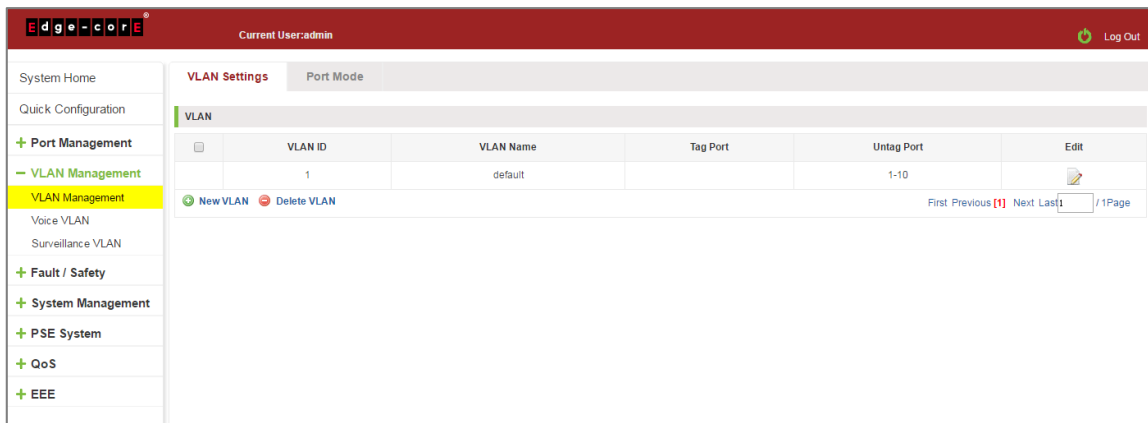 Edge-corE®
Current User:admin
Log Out
System Home
Quick Configuration
+ Port Management
− VLAN Management
VLAN Management
Voice VLAN
Surveillance VLAN
+ Fault / Safety
+ System Management
+ PSE System
+ QoS
+ EEE
VLAN Settings Port Mode
VLAN
VLAN ID VLAN Name Tag Port Untag Port Edit
1 default 1-10
New VLAN Delete VLAN First Previous [1] Next Last 1 / 1Page